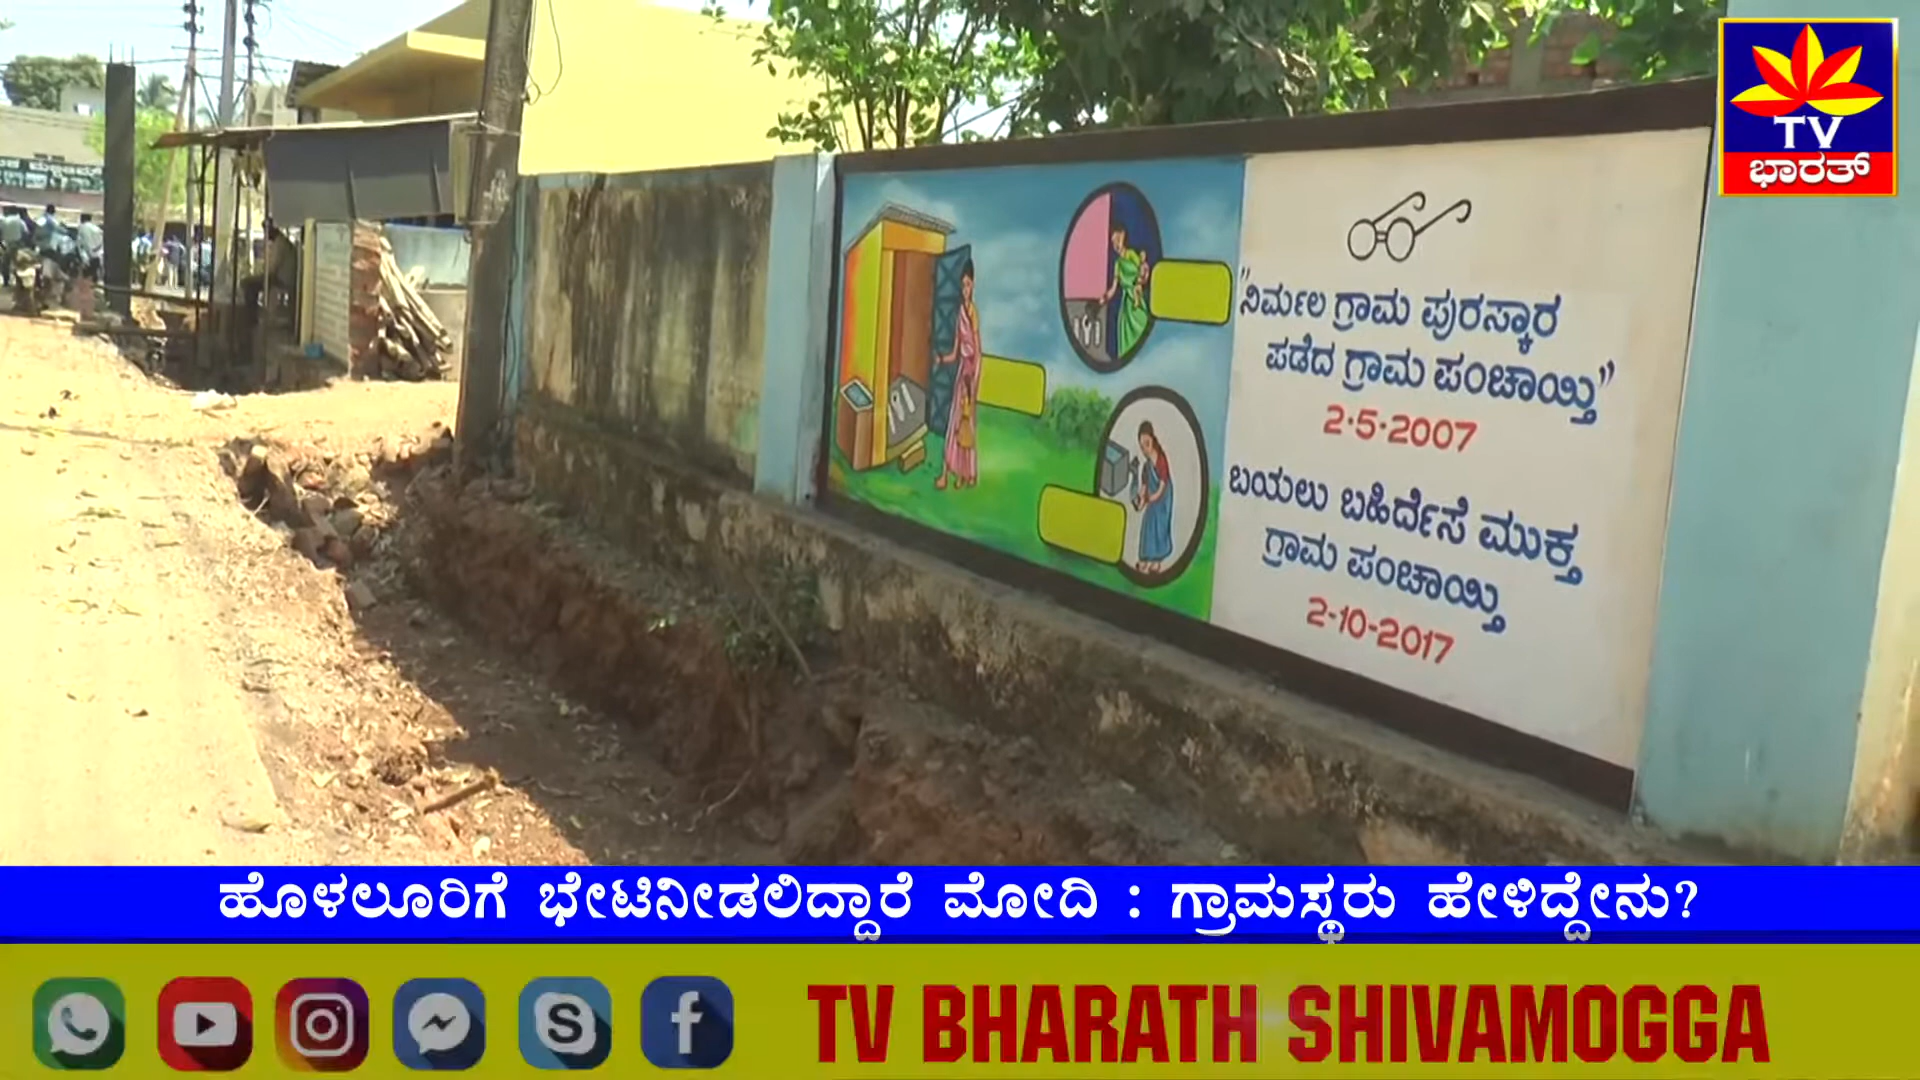 TV
ಭಾರತ್
"ನಿರ್ಮಲ ಗ್ರಾಮ ಪುರಸ್ಕಾರ
ಪಡೆದ ಗ್ರಾಮ ಪಂಚಾಯ್ತಿ"
2-5-2007
ಬಯಲು ಬಹಿರ್ದೆಸೆ ಮುಕ್ತ
ಗ್ರಾಮ ಪಂಚಾಯ್ತಿ
2-10-2017
ಹೊಳಲೂರಿಗೆ ಭೇಟಿನೀಡಲಿದ್ದಾರೆ ಮೋದಿ : ಗ್ರಾಮಸ್ಥರು ಹೇಳಿದ್ದೇನು?
TV BHARATH SHIVAMOGGA